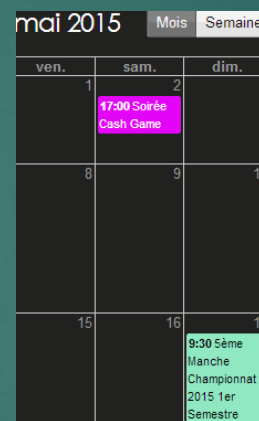 mai 2015 Mois Semaine
ven. sam. dim.
1 2
17:00 Soirée
Cash Game
8 9
15 16
9:30 5ème
Manche
Championnat
2015 1er
Semestre